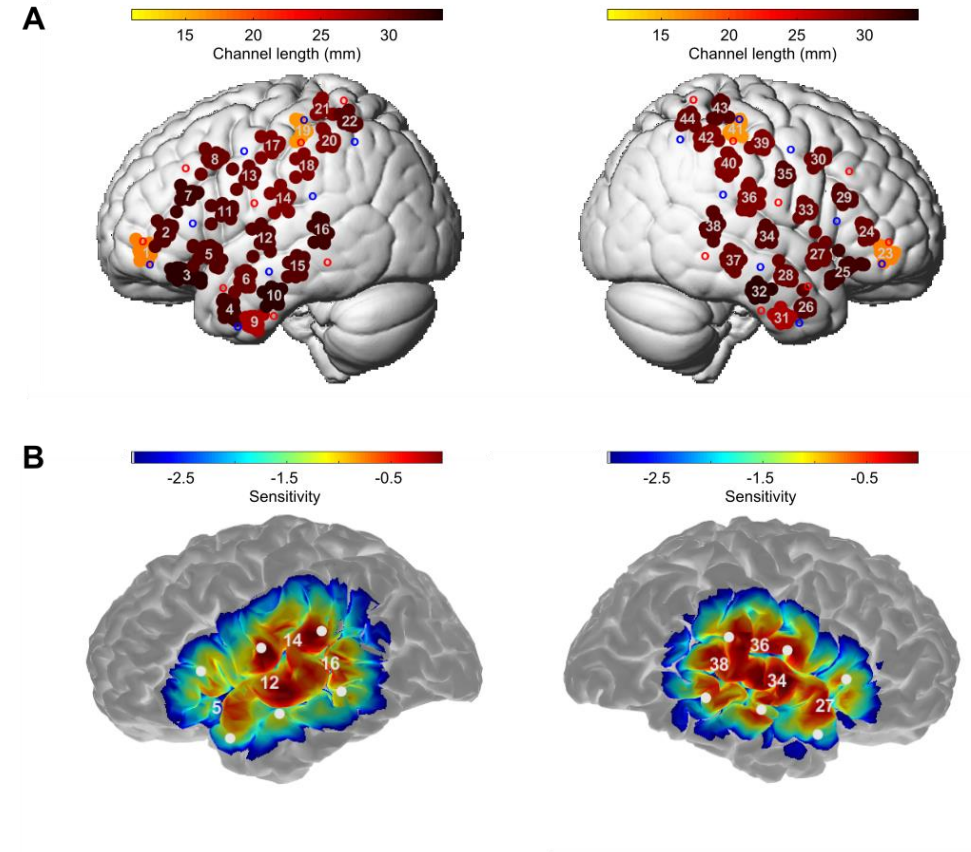 A
15 20 25 30 15 20 25 30
Channel length (mm) Channel length (mm)
21 43
22 44
19 41
17 20 42 39
8 18 40 30
13 35
7 14 36 29
11 33
2 12 16 38 34 24
1 5 15 37 27 23
3 6 28 25
10 32
4 9 31 26
B
-2.5 -1.5 -0.5 -2.5 -1.5 -0.5
Sensitivity Sensitivity
14 36
16 38
12 34
5 27